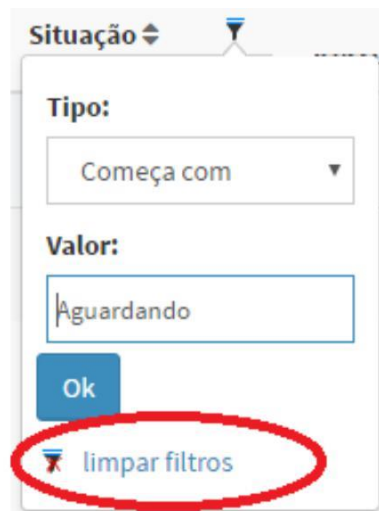 Situação
Tipo:
Começa com
Valor:
Aguardando
Ok
limpar filtros